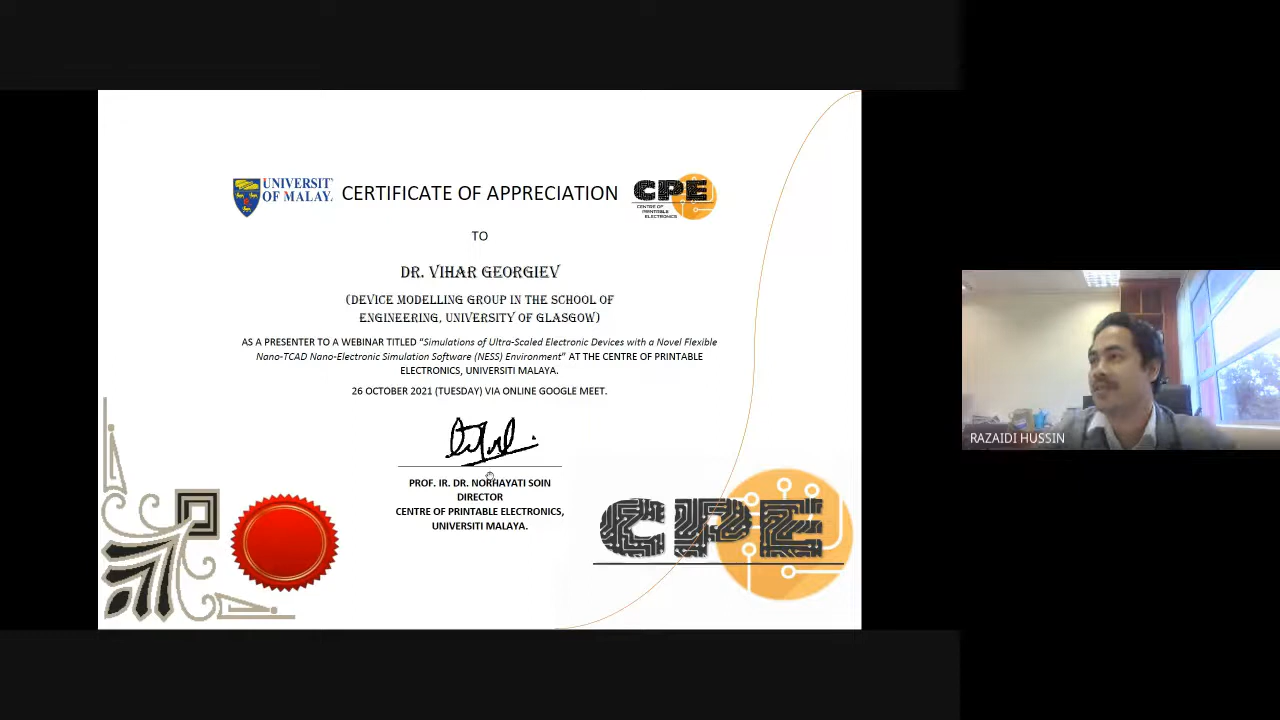 UNIVERSIT
OF MALAY
CERTIFICATE OF APPRECIATION
CPE
CENTRE OF
PRINTABLE
ELECTRONICS
TO
DR. VIHAR GEORGIEV
(DEVICE MODELLING GROUP IN THE SCHOOL OF
ENGINEERING, UNIVERSITY OF GLASGOW)
AS A PRESENTER TO A WEBINAR TITLED “Simulations of Ultra-Scaled Electronic Devices with a Novel Flexible
Nano-TCAD Nano-Electronic Simulation Software (NESS) Environment” AT THE CENTRE OF PRINTABLE
ELECTRONICS, UNIVERSITI MALAYA.
26 OCTOBER 2021 (TUESDAY) VIA ONLINE GOOGLE MEET.
PROF. IR. DR. NORHAYATI SOIN
DIRECTOR
CENTRE OF PRINTABLE ELECTRONICS,
UNIVERSITI MALAYA.
CPE
RAZAIDI HUSSIN